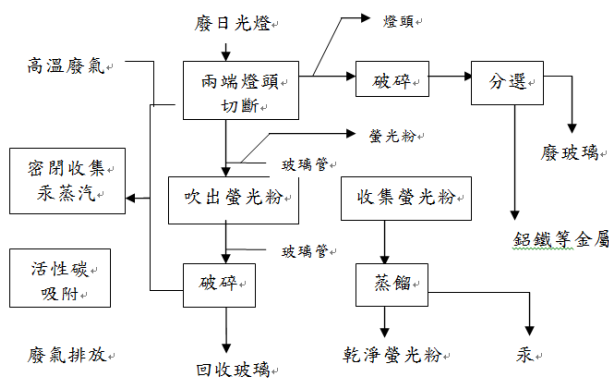 廢日光燈
燈頭
高溫廢氣
兩端燈頭
切斷
破碎
分選
螢光粉
廢玻璃
玻璃管
密閉收集
汞蒸汽
吹出螢光粉
收集螢光粉
鋁鐵等金屬
玻璃管
活性碳
吸附
破碎
蒸餾
廢氣排放
回收玻璃
乾淨螢光粉
汞